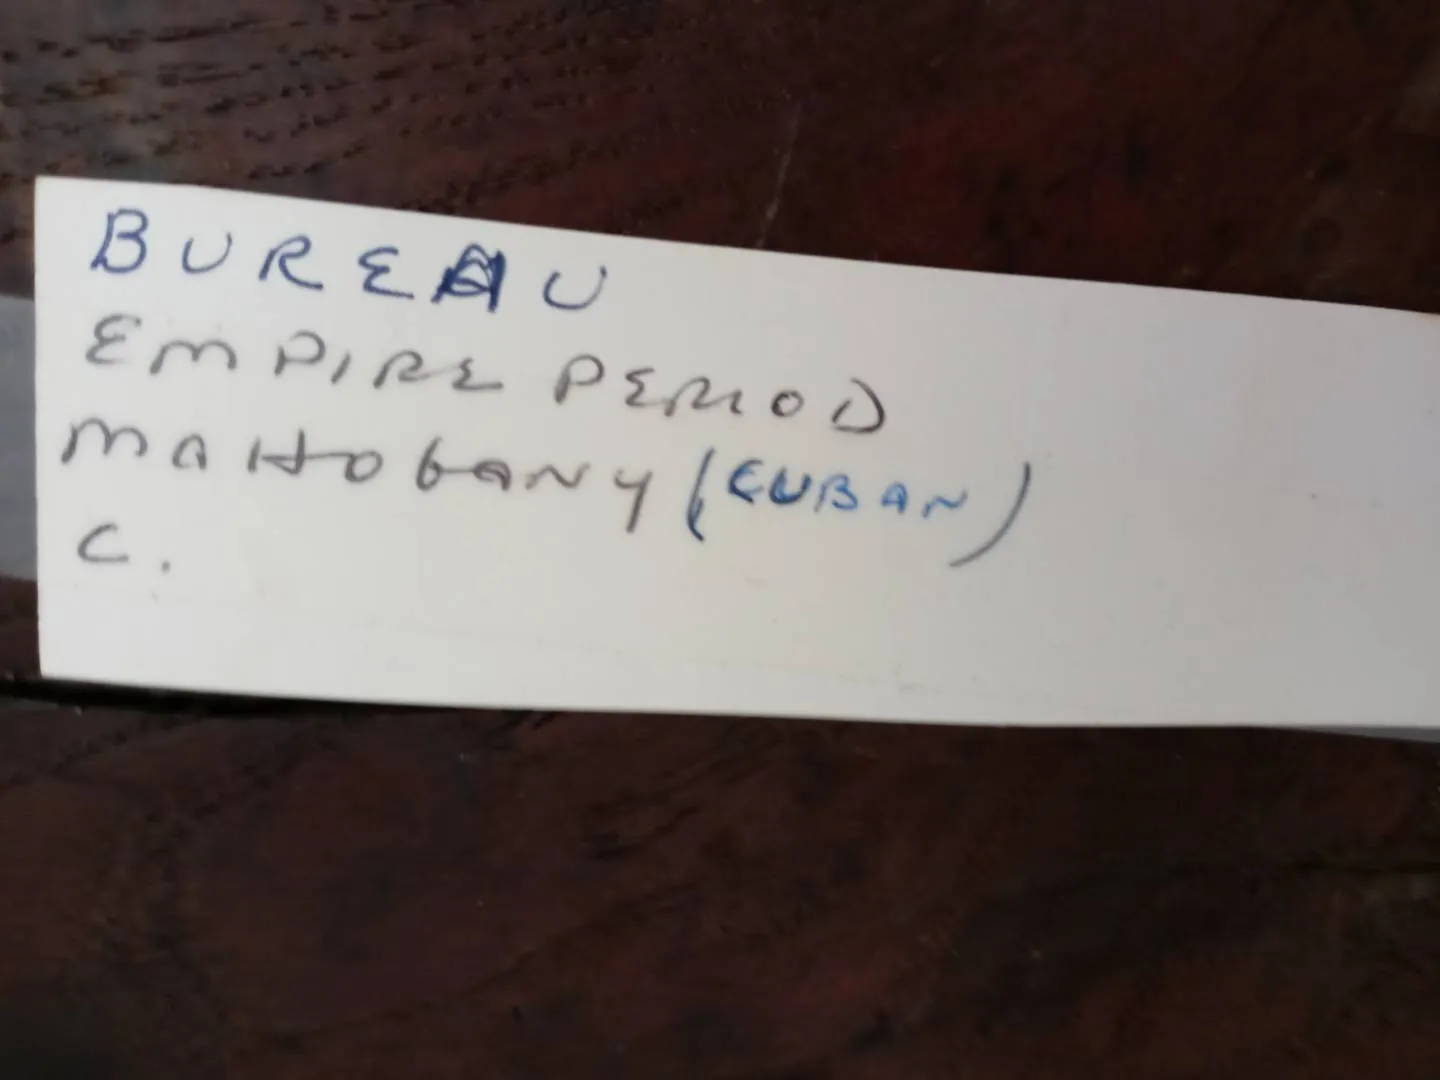 BUREAU
EMPIRE PERIOD
MAHOGANY (CUBAN)
C.